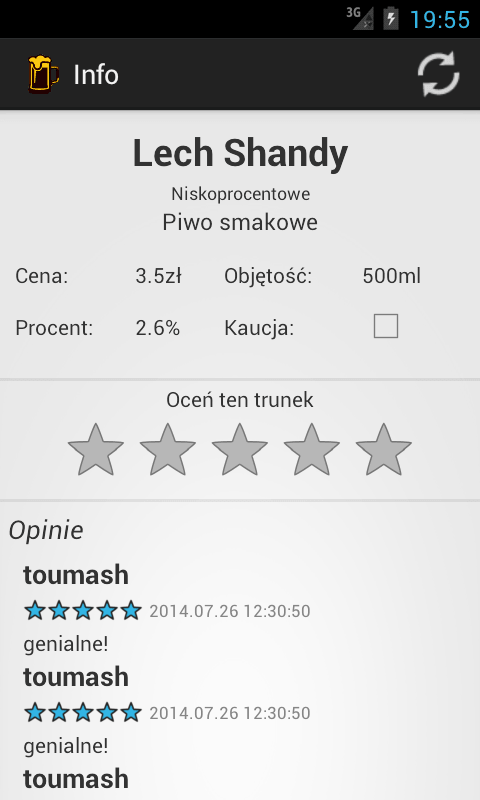 3G 19:55
Info
Lech Shandy
Niskoprocentowe
Piwo smakowe
Cena: 3.5zł Objętość: 500ml
Procent: 2.6% Kaucja:
Oceń ten trunek
Opinie
toumash
2014.07.26 12:30:50
genialne!
toumash
2014.07.26 12:30:50
genialne!
toumash